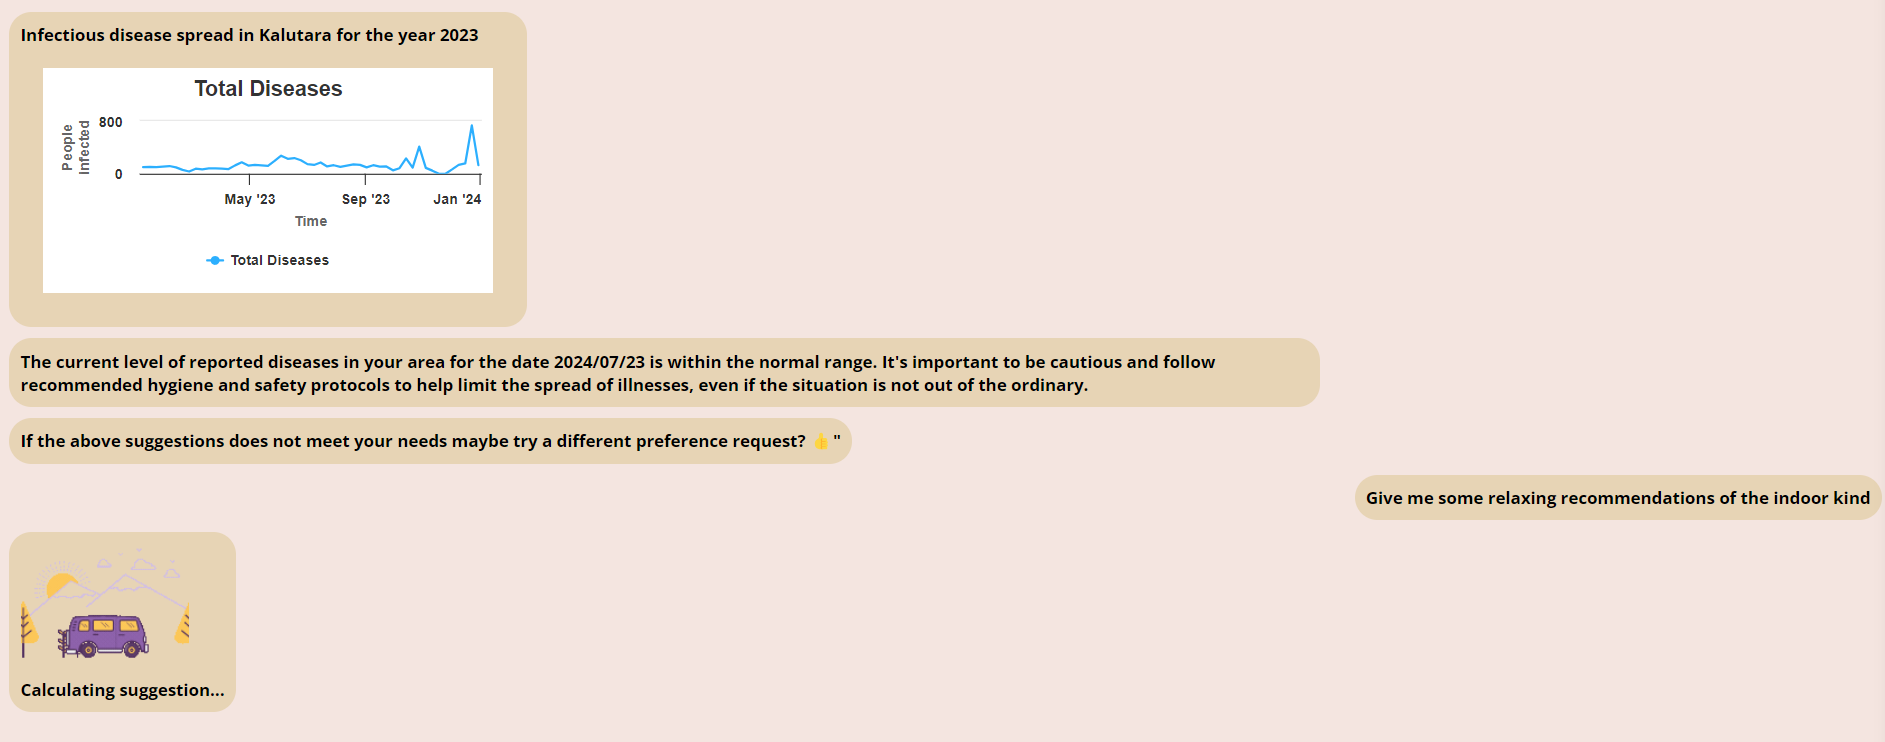 Infectious disease spread in Kalutara for the year 2023
Total Diseases
People
Infected
800
0
May '23
Sep '23
Jan '24
Time
Total Diseases
The current level of reported diseases in your area for the date 2024/07/23 is within the normal range. It's important to be cautious and follow
recommended hygiene and safety protocols to help limit the spread of illnesses, even if the situation is not out of the ordinary.
If the above suggestions does not meet your needs maybe try a different preference request? 👍"
Give me some relaxing recommendations of the indoor kind
Calculating suggestion...